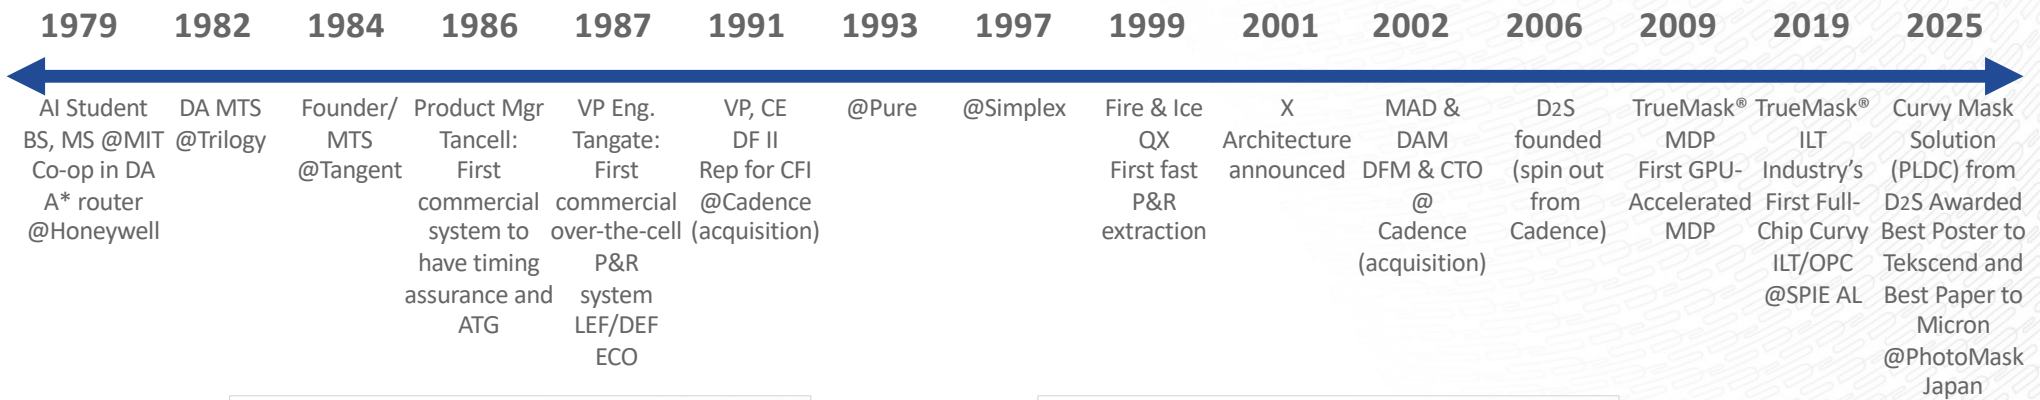 1979 1982 1984 1986 1987 1991 1993 1997 1999 2001 2002 2006 2009 2019 2025
AI Student
BS, MS @MIT
Co-op in DA
A* router
@Honeywell
DA MTS
@Trilogy
Founder/
MTS
@Tangent
Product Mgr
Tancell:
First
commercial
system to
have timing
assurance and
ATG
VP Eng.
Tangate:
First
commercial
over-the-cell
P&R
system
LEF/DEF
ECO
VP, CE
DF II
Rep for CFI
@Cadence
(acquisition)
@Pure
@Simplex
Fire & Ice
QX
First fast
P&R
extraction
X
Architecture
announced
MAD &
DAM
DFM & CTO
@
Cadence
(acquisition)
D2S
founded
(spin out
from
Cadence)
TrueMask®
MDP
First GPU-
Accelerated
MDP
TrueMask®
ILT
Industry's
First Full-
Chip Curvy
ILT/OPC
@SPIE AL
Curvy Mask
Solution
(PLDC) from
D2S Awarded
Best Poster to
Tekscend and
Best Paper to
Micron
@PhotoMask
Japan